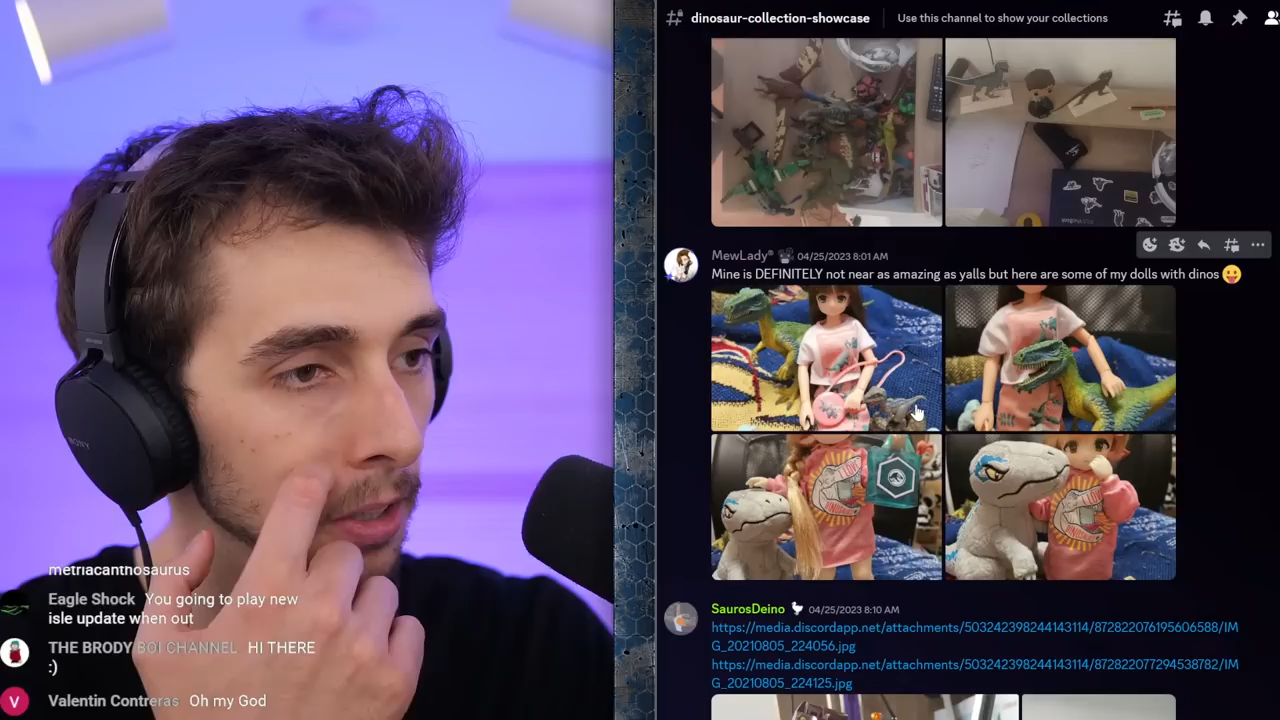 dinosaur-collection-showcase
Use this channel to show your collections
MewLady® 04/25/2023 8:01 AM
Mine is DEFINITELY not near as amazing as yalls but here are some of my dolls with dinos 😛
SaurosDeino 04/25/2023 8:10 AM
https://media.discordapp.net/attachments/503242398244143114/872822076195606588/IM
G_20210805_224056.jpg
https://media.discordapp.net/attachments/503242398244143114/872822077294538782/IM
G_20210805_224125.jpg
SONY
metriacanthosaurus
Eagle Shock You going to play new
isle update when out
THE BRODY BOI CHANNEL HI THERE
:)
V
Valentin Contreras Oh my God